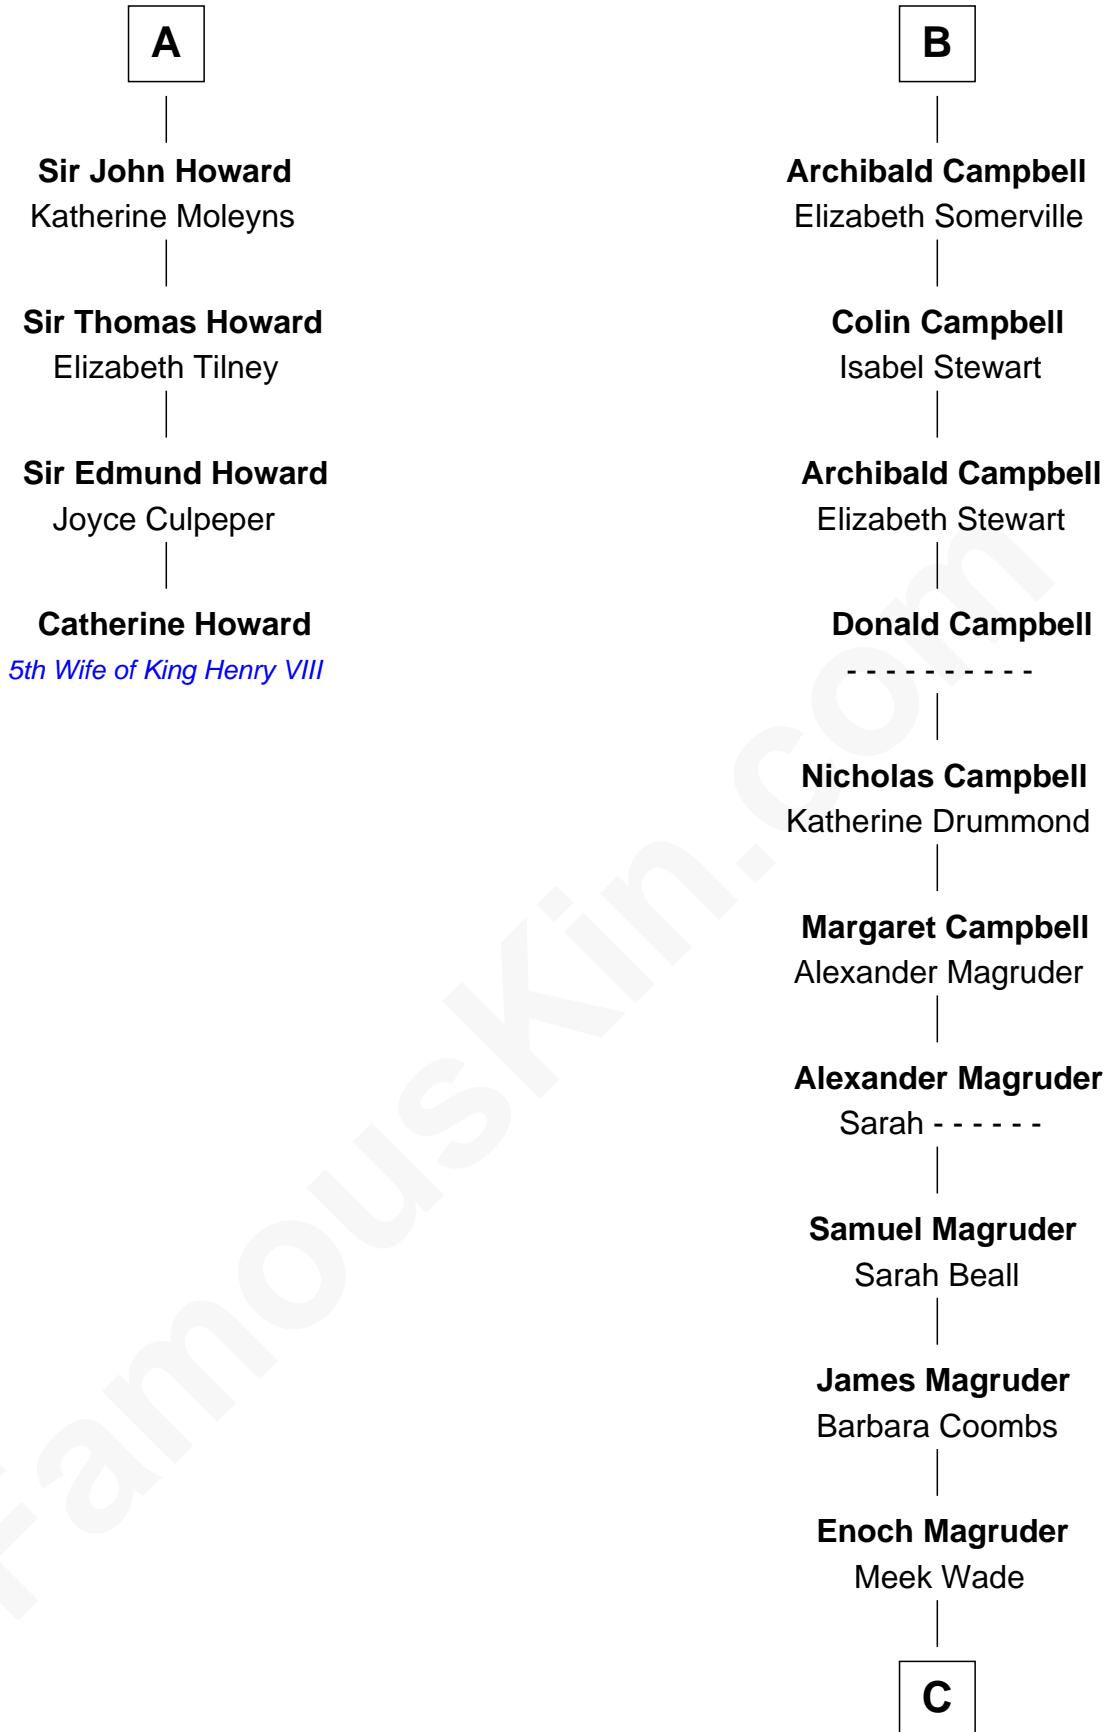 A
Sir John Howard
Katherine Moleyns
Sir Thomas Howard
Elizabeth Tilney
Sir Edmund Howard
Joyce Culpeper
Catherine Howard
5th Wife of King Henry VIII
B
Archibald Campbell
Elizabeth Somerville
Colin Campbell
Isabel Stewart
Archibald Campbell
Elizabeth Stewart
Donald Campbell
- - - - - - - - - -
Nicholas Campbell
Katherine Drummond
Margaret Campbell
Alexander Magruder
Alexander Magruder
Sarah - - - - - -
Samuel Magruder
Sarah Beall
James Magruder
Barbara Coombs
Enoch Magruder
Meek Wade
C
FamousKin.com